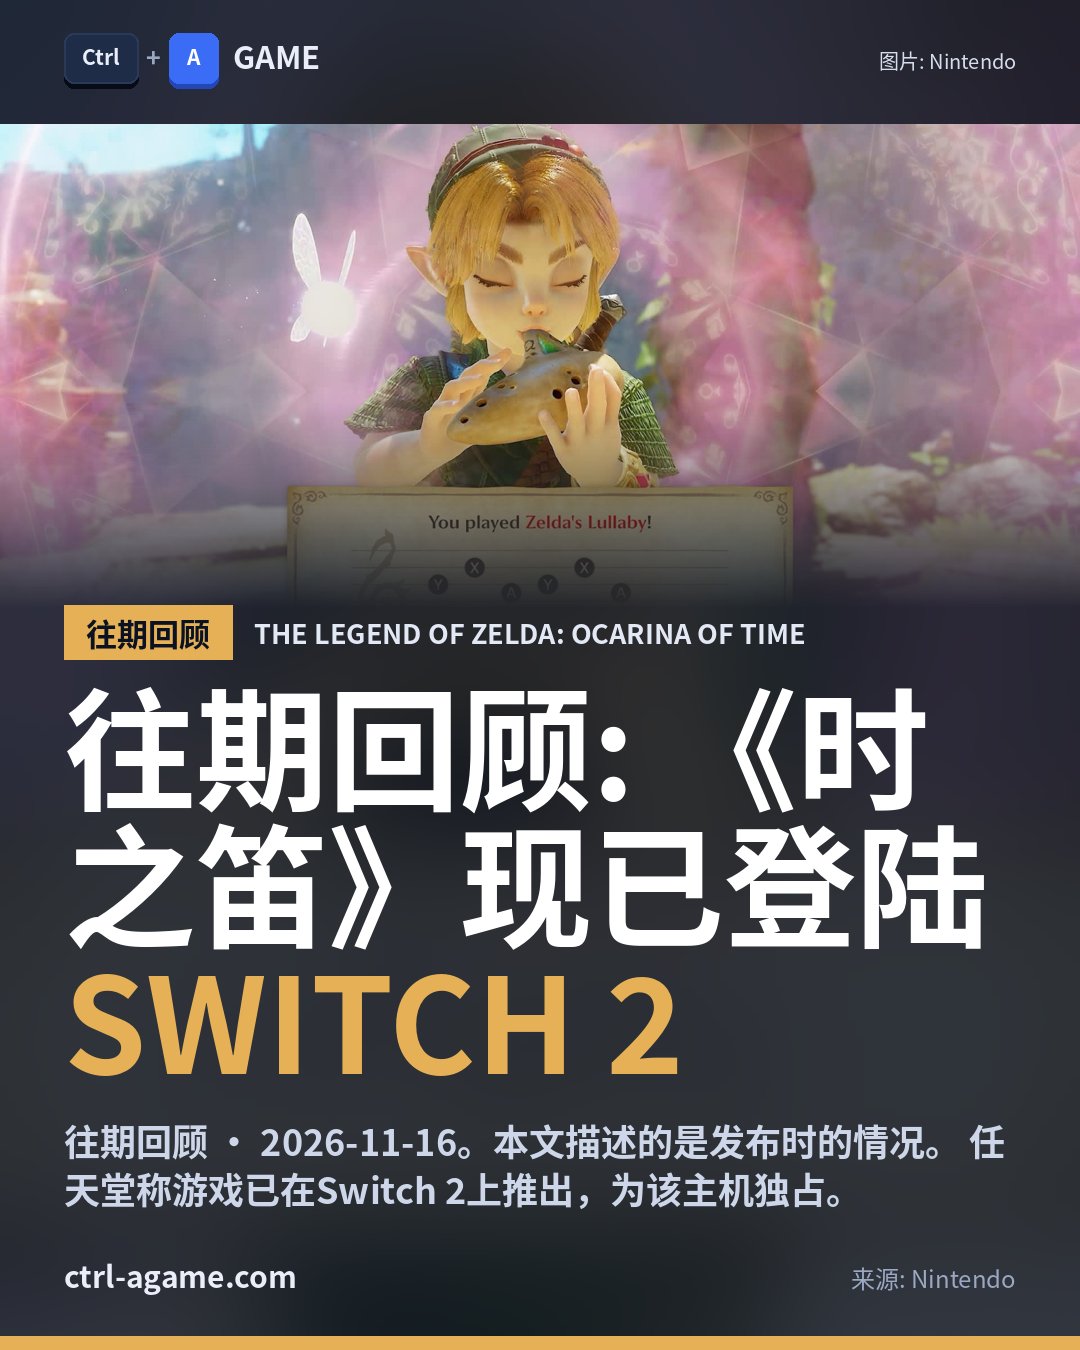 Ctrl + A GAME
图片: Nintendo
You played Zelda's Lullaby!
Y X A Y X A
往期回顾
THE LEGEND OF ZELDA: OCARINA OF TIME
往期回顾：《时
之笛》现已登陆
SWITCH 2
往期回顾 · 2026-11-16。本文描述的是发布时的情况。 任
天堂称游戏已在Switch 2上推出，为该主机独占。
ctrl-agame.com
来源: Nintendo